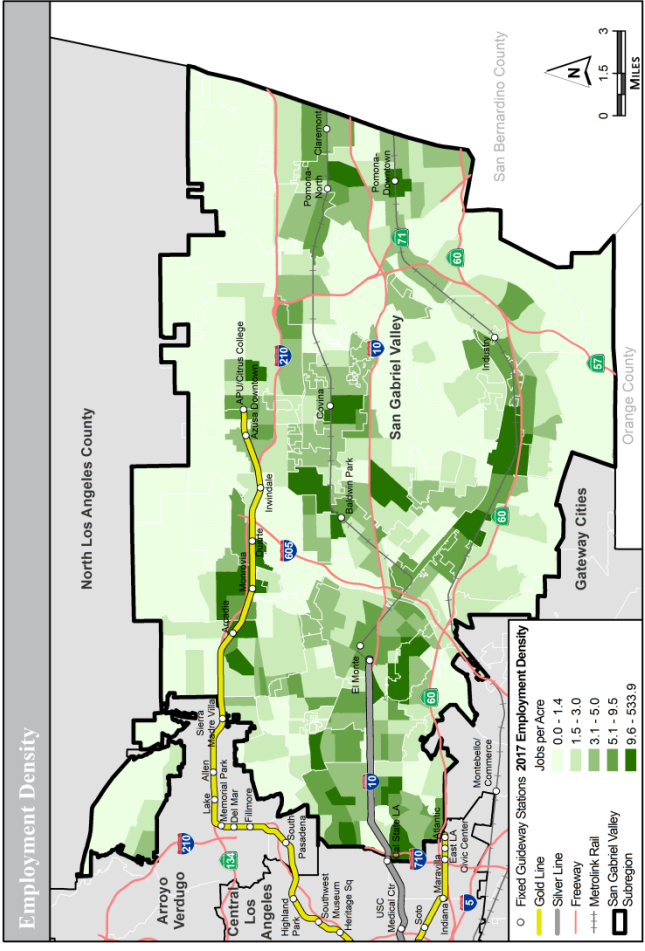 Employment Density
North Los Angeles County
San Bernardino County
Orange County
Gateway Cities
San Gabriel Valley
Arroyo
Verdugo
Central
Los
Angeles
210
134
210
605
10
10
71
60
57
60
60
710
5
Claremont
Pomona-
North
Pomona-
Downtown
Industry
Covina
Baldwin Park
El Monte
APU/Citrus College
Azusa Downtown
Irwindale
Duarte
Monrovia
Arcadia
Sierra
Madre Villa
Allen
Lake
Memorial Park
Del Mar
Fillmore
South
Pasadena
Highland
Park
Southwest
Museum
Heritage Sq
Cal State LA
USC
Medical Ctr
Soto
Indiana
Maravilla
East LA
Civic Center
Atlantic
Montebello/
Commerce
Fixed Guideway Stations
Gold Line
Silver Line
Freeway
Metrolink Rail
San Gabriel Valley
Subregion
2017 Employment Density
Jobs per Acre
0.0 - 1.4
1.5 - 3.0
3.1 - 5.0
5.1 - 9.5
9.6 - 533.9
N
0 1.5 3
MILES